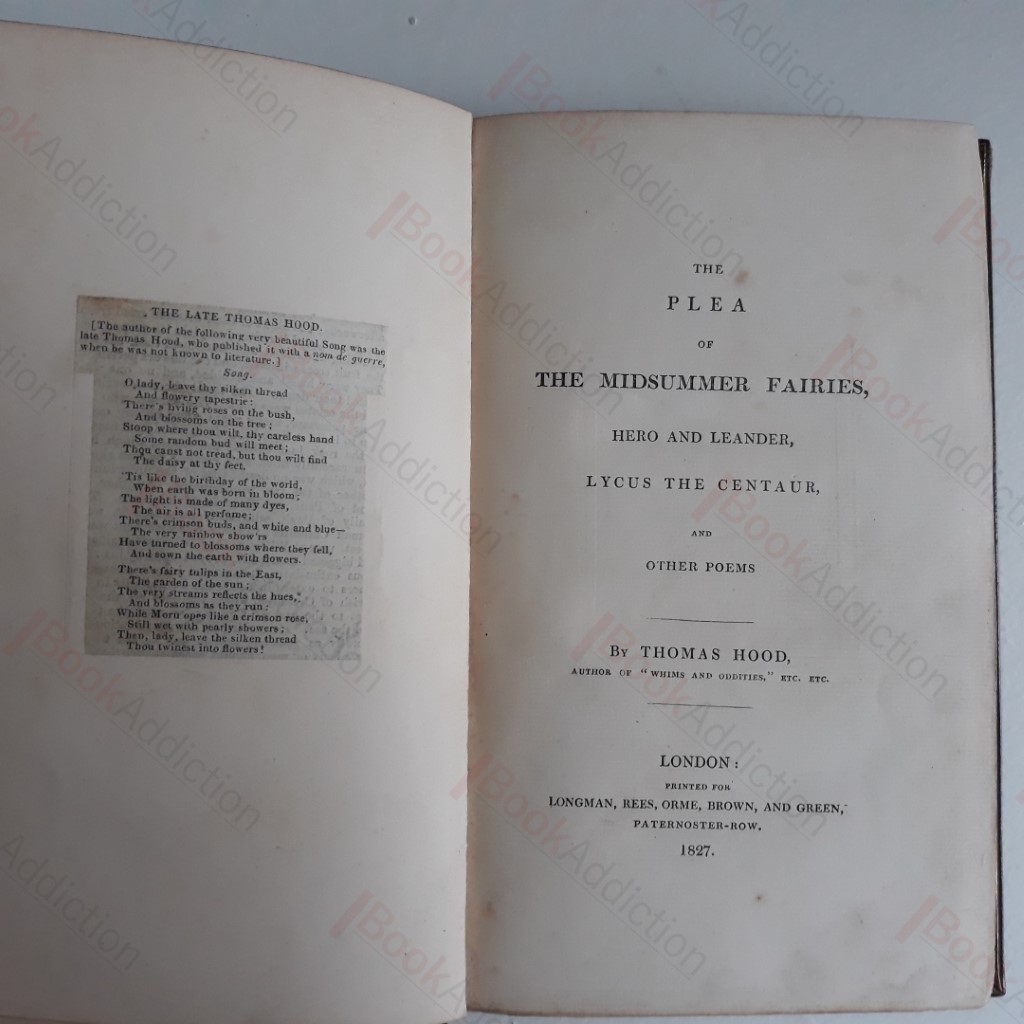 THE LATE THOMAS HOOD.
[The author of the following very beautiful Song was the
late Thomas Hood, who published it with a nom de guerre,
when he was not known to literature.]
Song.
O lady, leave thy silken thread
And flowery tapestrie:
There's living roses on the bush,
And blossoms on the tree;
Stoop where thou wilt, thy careless hand
Some random bud will meet;
Thou canst not tread, but thou wilt find
The daisy at thy feet.
'Tis like the birthday of the world,
When earth was born in bloom;
The light is made of many dyes,
The air is all perfume;
There's crimson buds, and white and blue—
The very rainbow show'rs
Have turned to blossoms where they fell,
And sown the earth with flowers.
There's fairy tulips in the East,
The garden of the sun;
The very streams reflects the hues,
And blossoms as they run:
While Morn opes like a crimson rose,
Still wet with pearly showers;
Then, lady, leave the silken thread
Thou twinest into flowers!
THE
PLEA
OF
THE MIDSUMMER FAIRIES,
HERO AND LEANDER,
LYCUS THE CENTAUR,
AND
OTHER POEMS
BY THOMAS HOOD,
AUTHOR OF "WHIMS AND ODDITIES," ETC. ETC.
LONDON:
PRINTED FOR
LONGMAN, REES, ORME, BROWN, AND GREEN,
PATERNOSTER-ROW.
1827.
BookAddiction